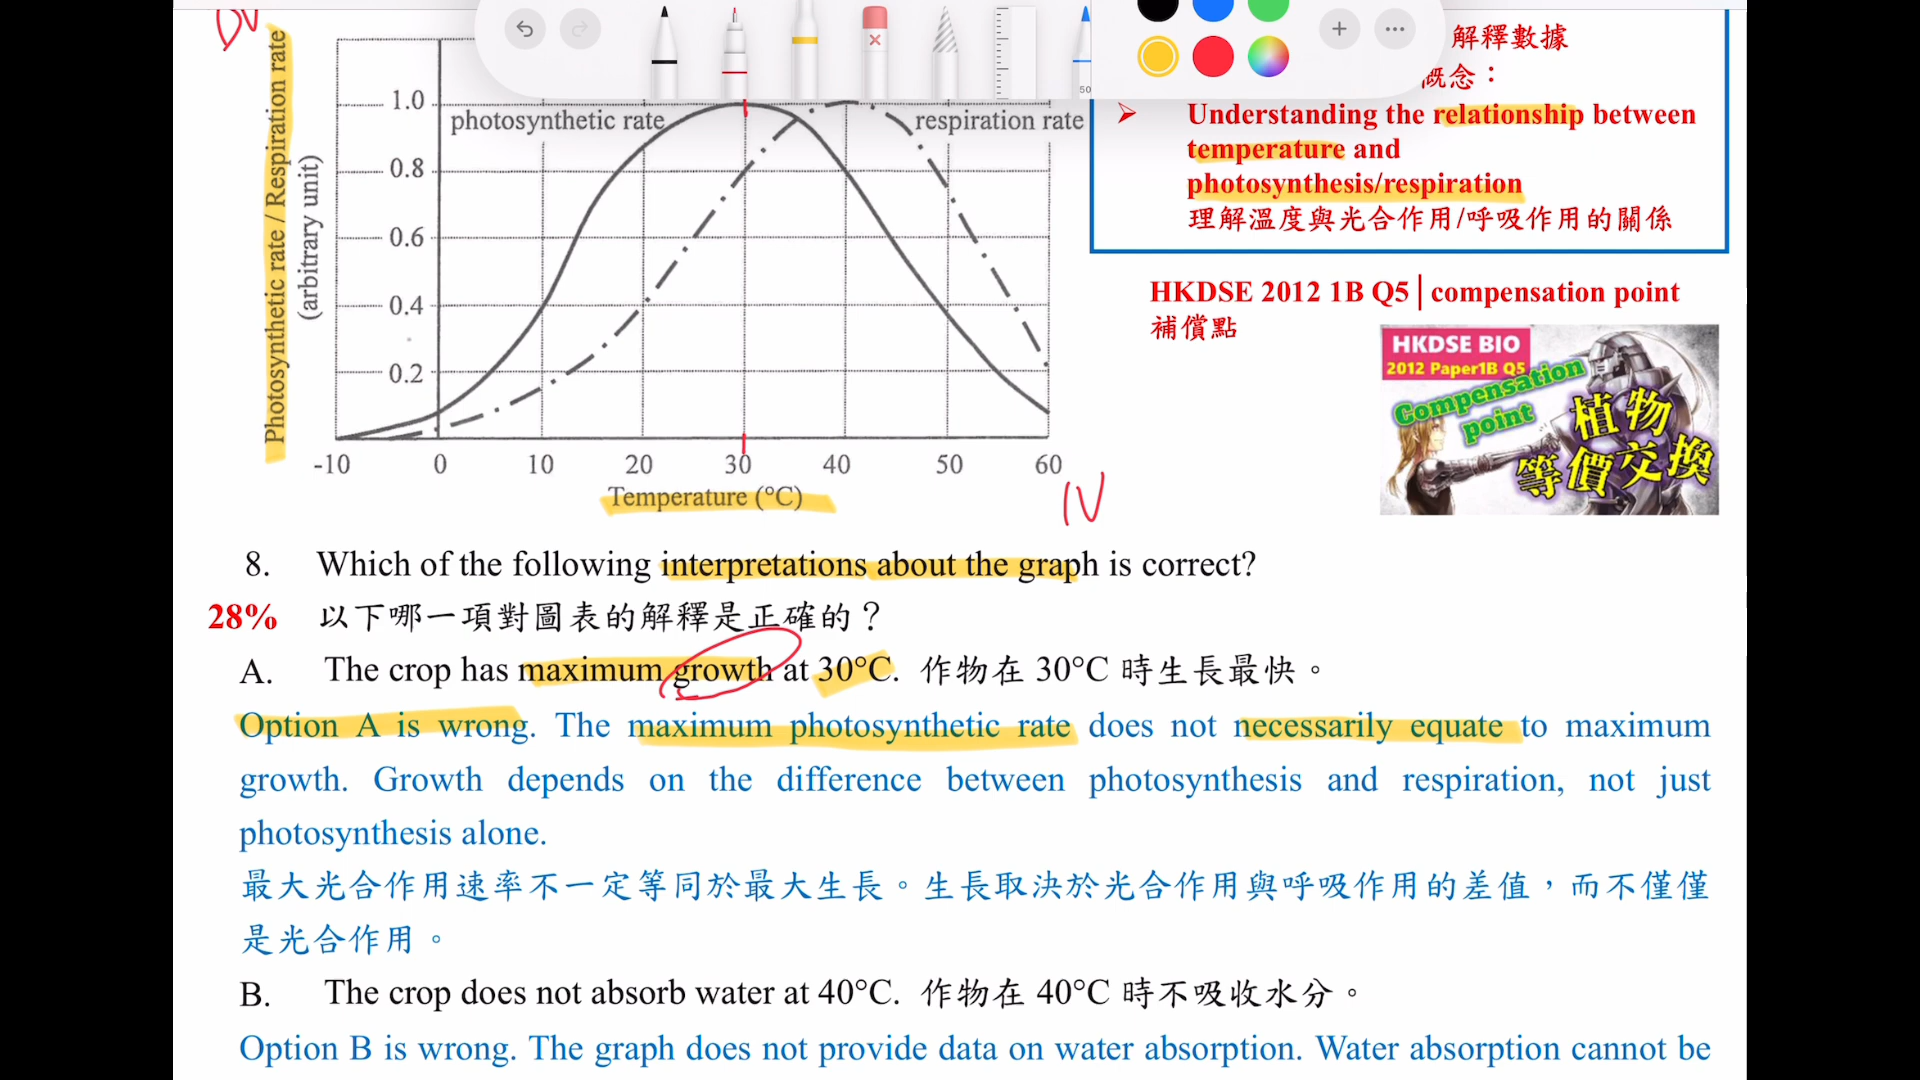 DV
Photosynthetic rate / Respiration rate
(arbitrary unit)
1.0
0.8
0.6
0.4
0.2
photosynthetic rate
respiration rate
-10 0 10 20 30 40 50 60
Temperature (°C)
IV
50
解釋數據
概念：
➢ Understanding the relationship between
temperature and
photosynthesis/respiration
理解溫度與光合作用/呼吸作用的關係
HKDSE 2012 1B Q5│compensation point
補償點
HKDSE BIO
2012 Paper1B Q5
Compensation
point
植物
等價交換
8. Which of the following interpretations about the graph is correct?
28% 以下哪一項對圖表的解釋是正確的？
A. The crop has maximum growth at 30°C. 作物在 30°C 時生長最快。
Option A is wrong. The maximum photosynthetic rate does not necessarily equate to maximum
growth. Growth depends on the difference between photosynthesis and respiration, not just
photosynthesis alone.
最大光合作用速率不一定等同於最大生長。生長取決於光合作用與呼吸作用的差值，而不僅僅
是光合作用。
B. The crop does not absorb water at 40°C. 作物在 40°C 時不吸收水分。
Option B is wrong. The graph does not provide data on water absorption. Water absorption cannot be